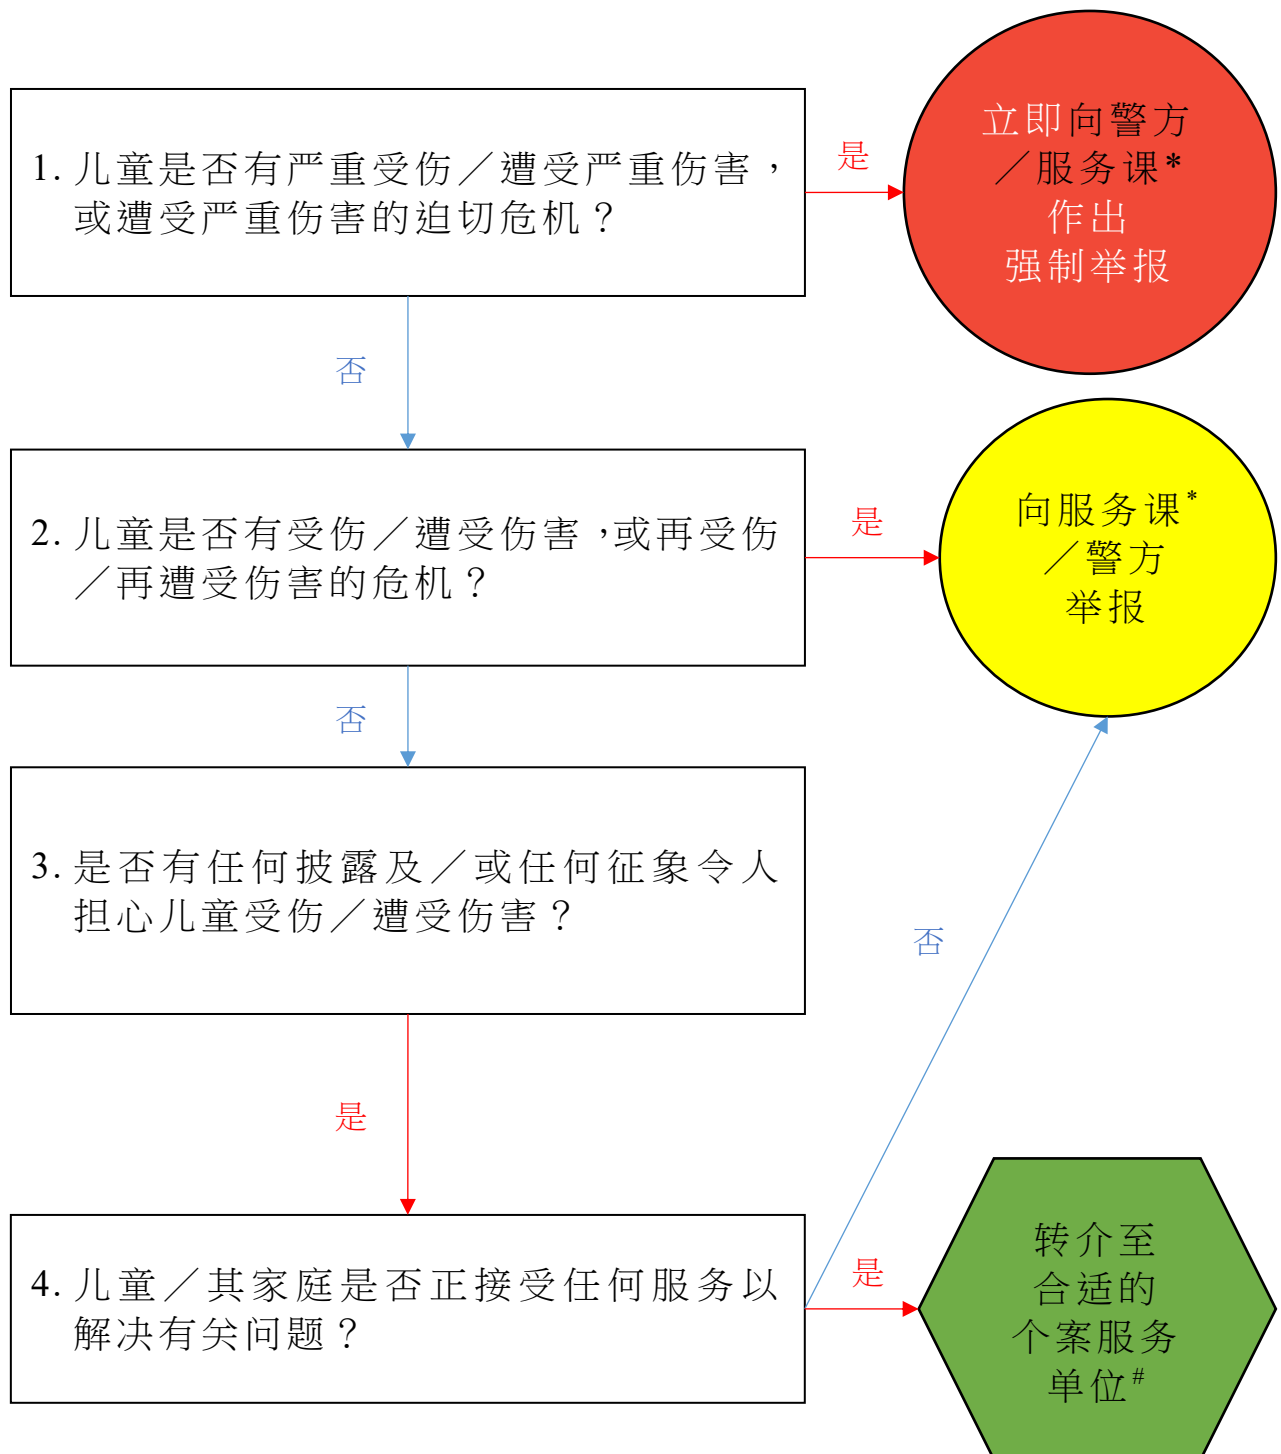 1. 儿童是否有严重受伤／遭受严重伤害，
或遭受严重伤害的迫切危机？
是
立即向警方
／服务课*
作出
强制举报
否
2. 儿童是否有受伤／遭受伤害，或再受伤
／再遭受伤害的危机？
是
向服务课*
／警方
举报
否
3. 是否有任何披露及／或任何征象令人
担心儿童受伤／遭受伤害？
否
是
4. 儿童／其家庭是否正接受任何服务以
解决有关问题？
是
转介至
合适的
个案服务
单位#